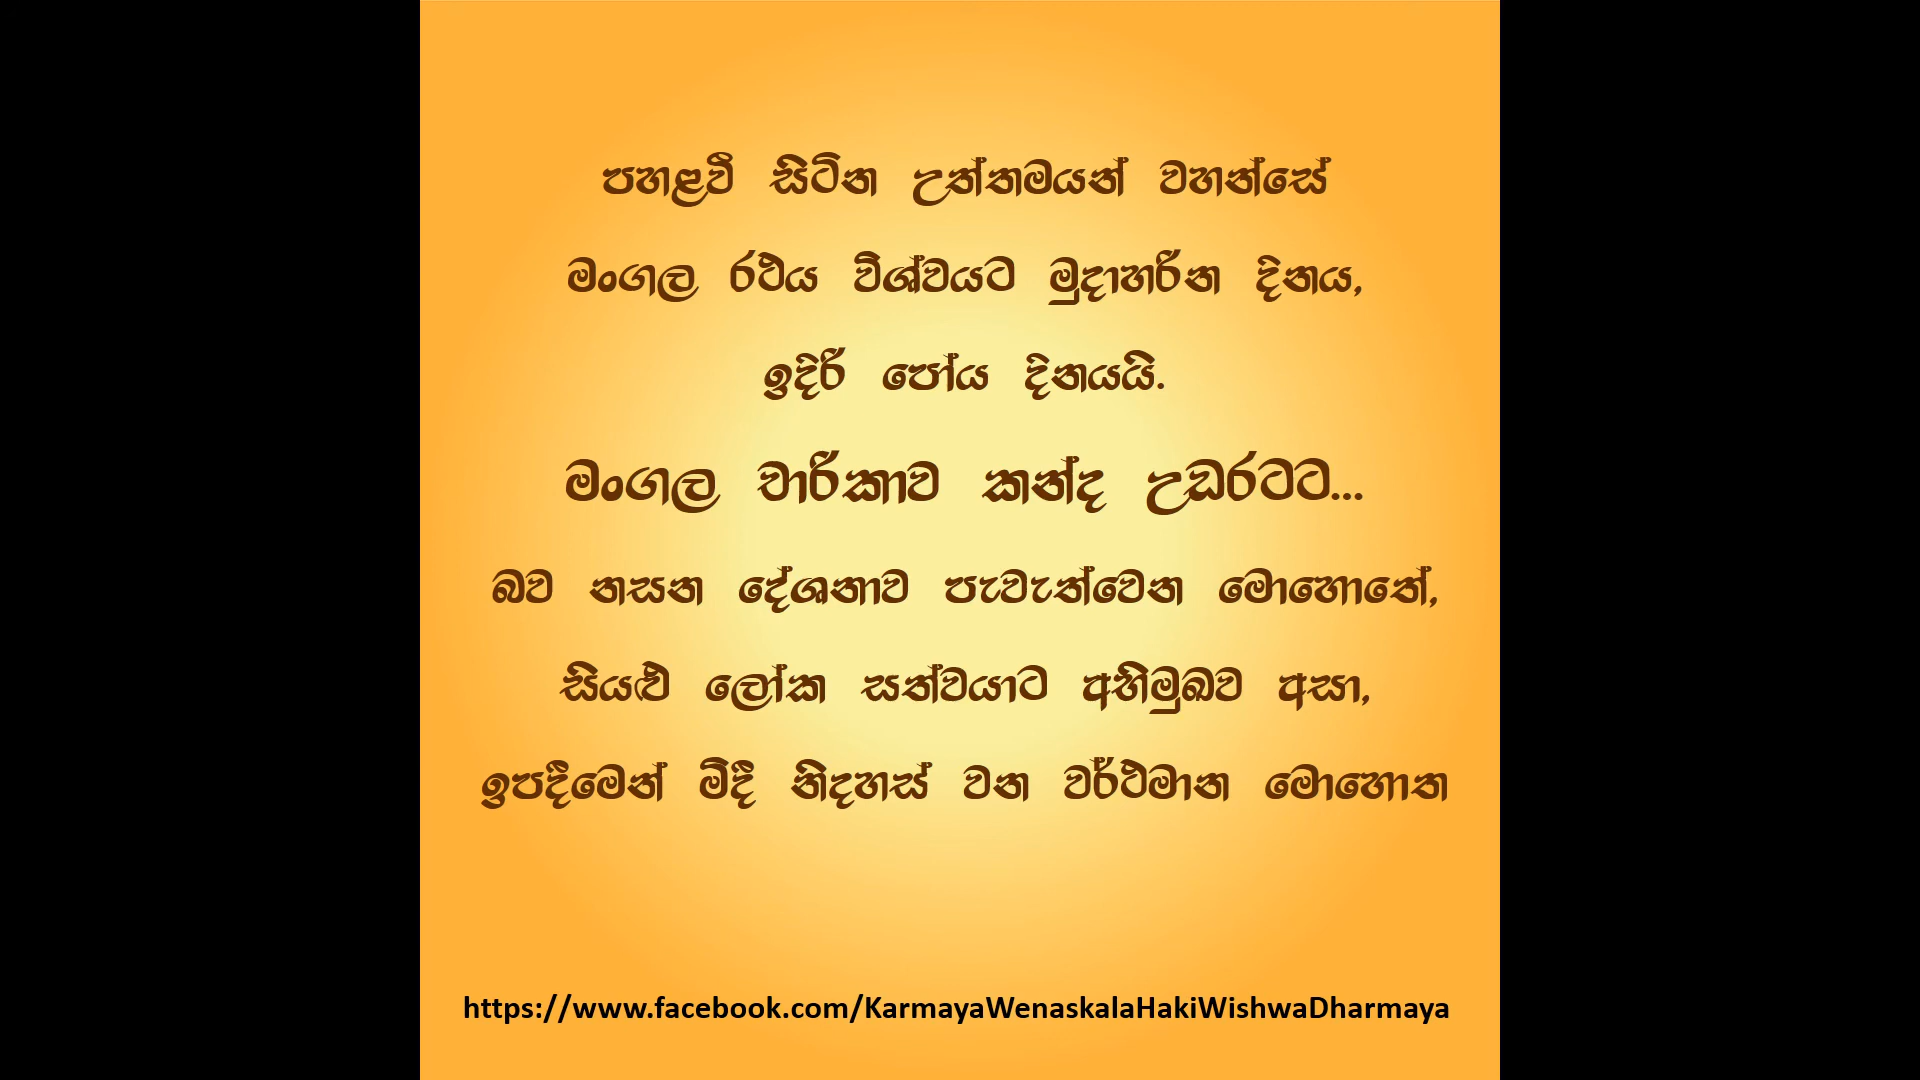 පහළවී සිටින උත්තමයන් වහන්සේ
මංගල රථය විශ්වයට මුදාහරින දිනය,
ඉදිරි පෝය දිනයයි.
මංගල චාරිකාව කන්ද උඩරටට...
බව නසන දේශනාව පැවැත්වෙන මොහොතේ,
සියළු ලෝක සත්වයාට අභිමුඛව අසා,
ඉපදීමෙන් මිදී නිදහස් වන වර්ථමාන මොහොත
https://www.facebook.com/KarmayaWenaskalaHakiWishwaDharmaya